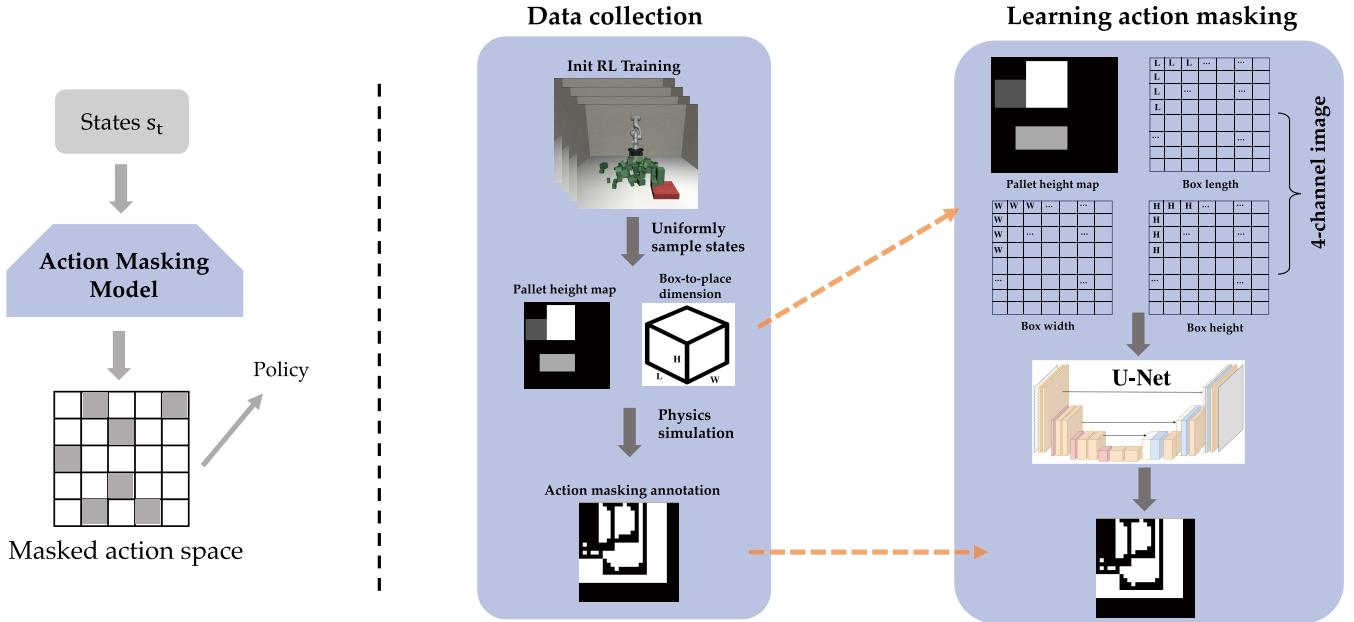 States st
Action Masking
Model
Policy
Masked action space
Data collection
Init RL Training
Uniformly
sample states
Pallet height map
Box-to-place
dimension
H
L
W
Physics
simulation
Action masking annotation
Learning action masking
Pallet height map
L L L ... ...
L
L ... ...
L
... ...
Box length
W W W ... ...
W
W ... ...
W
... ...
Box width
H H H ... ...
H
H ... ...
H
... ...
Box height
4-channel image
U-Net